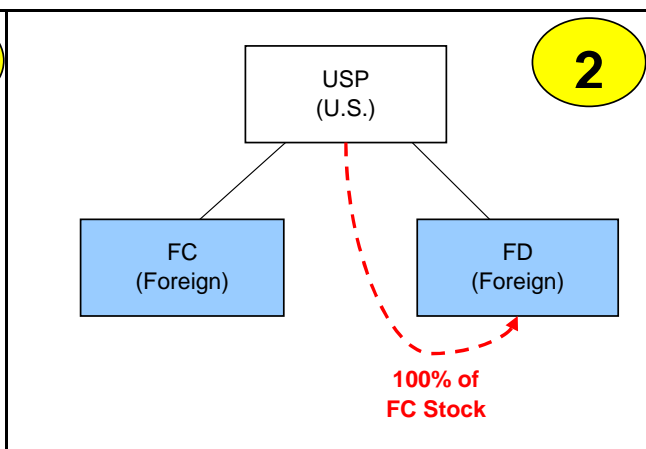 USP
(U.S.)
2
FC
(Foreign)
FD
(Foreign)
100% of
FC Stock